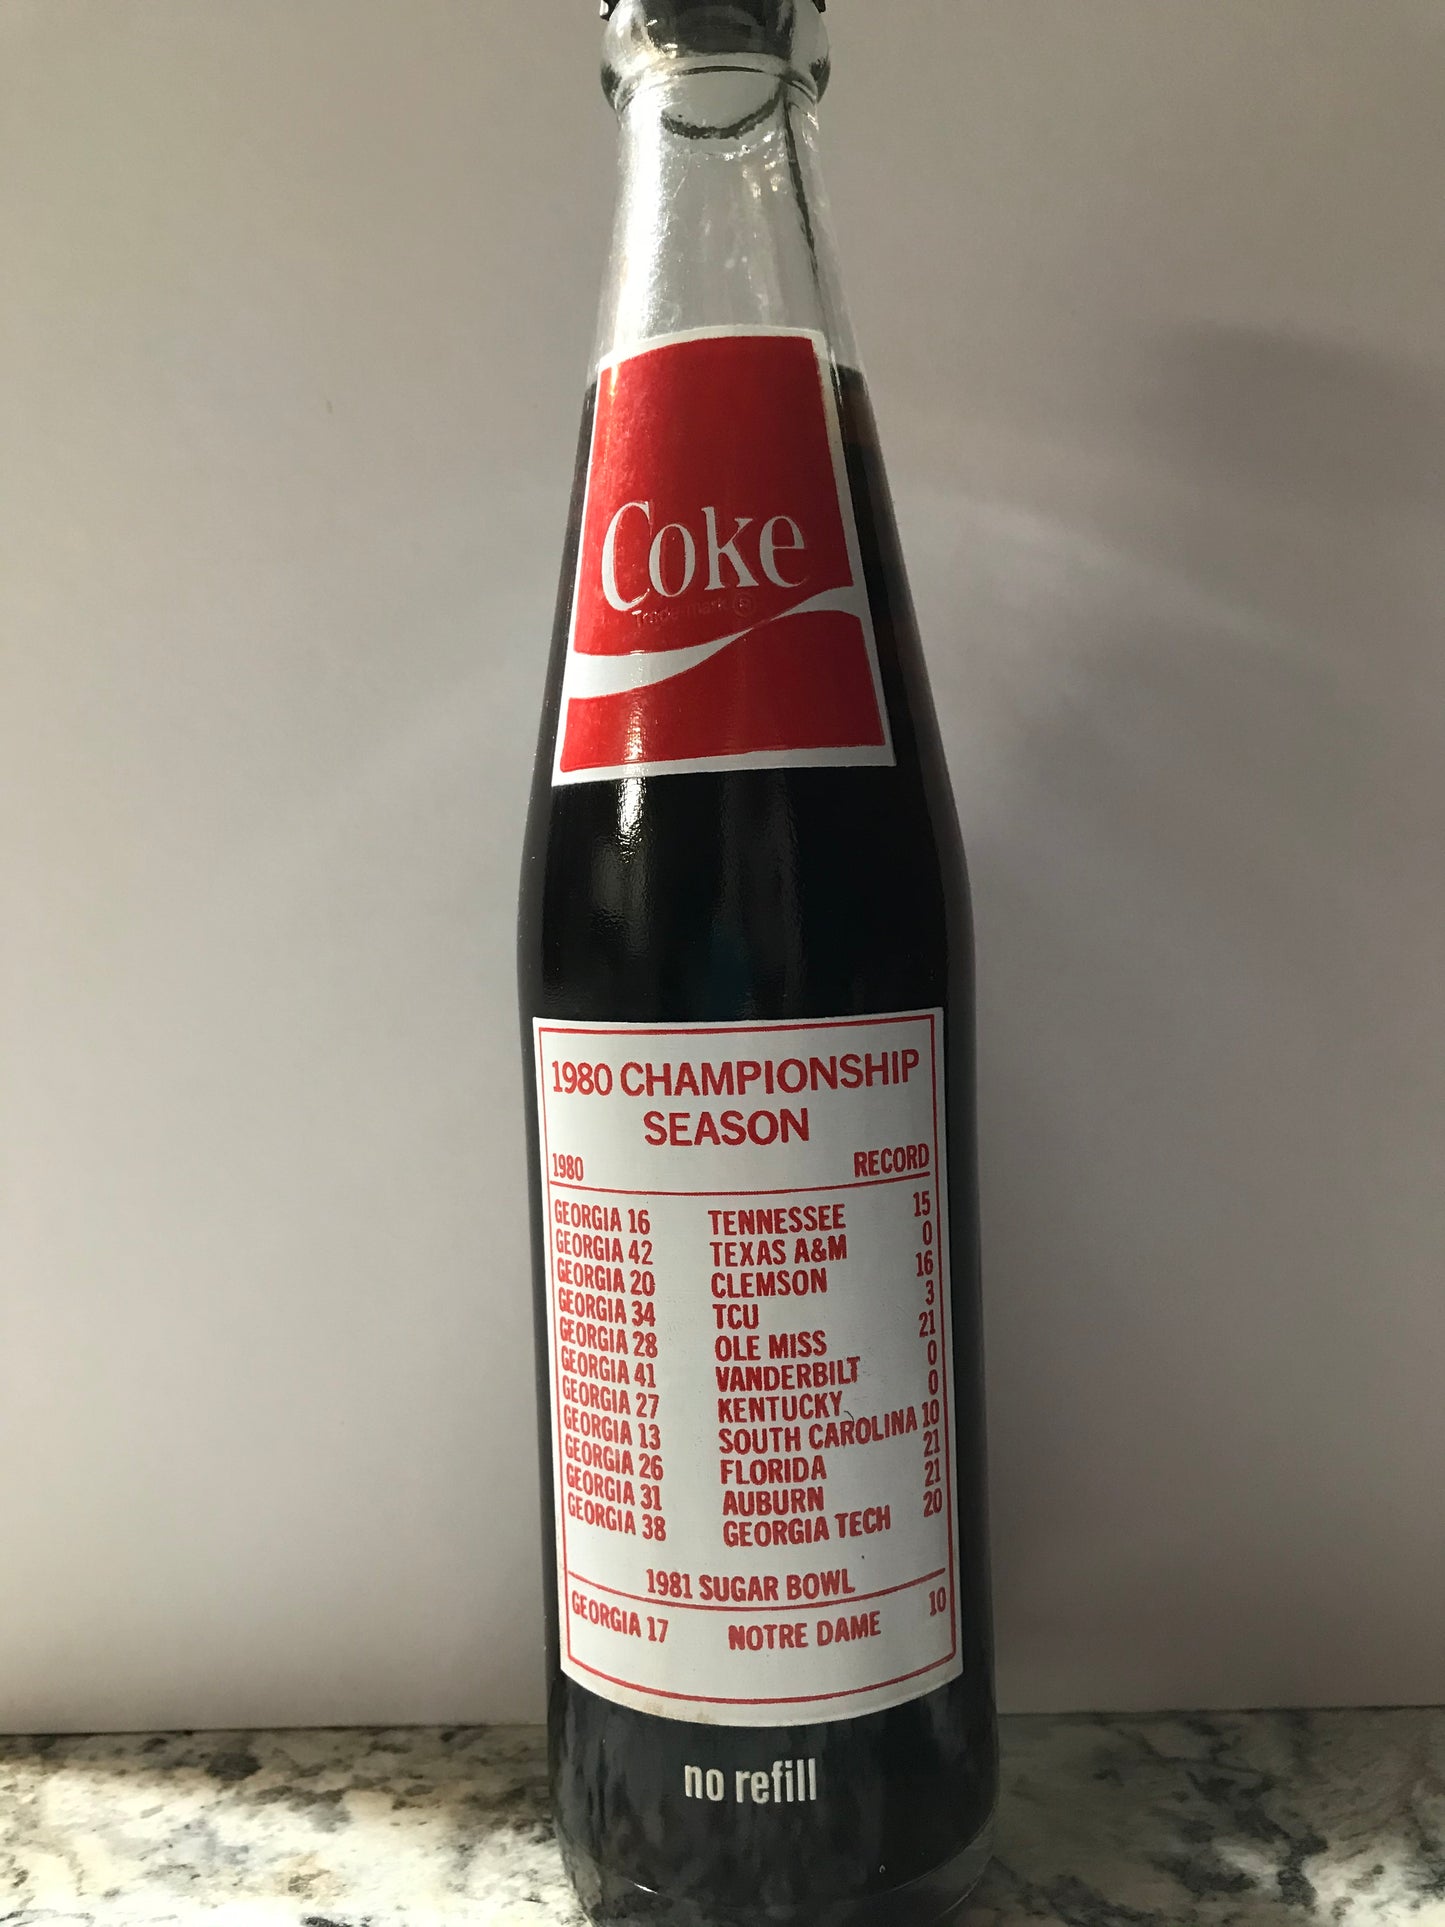 Coke
Trade-mark ®
1980 CHAMPIONSHIP
SEASON
1980 RECORD
GEORGIA 16 TENNESSEE 15
GEORGIA 42 TEXAS A&M 0
GEORGIA 20 CLEMSON 16
GEORGIA 34 TCU 3
GEORGIA 28 OLE MISS 21
GEORGIA 41 VANDERBILT 0
GEORGIA 27 KENTUCKY 0
GEORGIA 13 SOUTH CAROLINA 10
GEORGIA 26 FLORIDA 21
GEORGIA 31 AUBURN 21
GEORGIA 38 GEORGIA TECH 20
1981 SUGAR BOWL
GEORGIA 17 NOTRE DAME 10
no refill